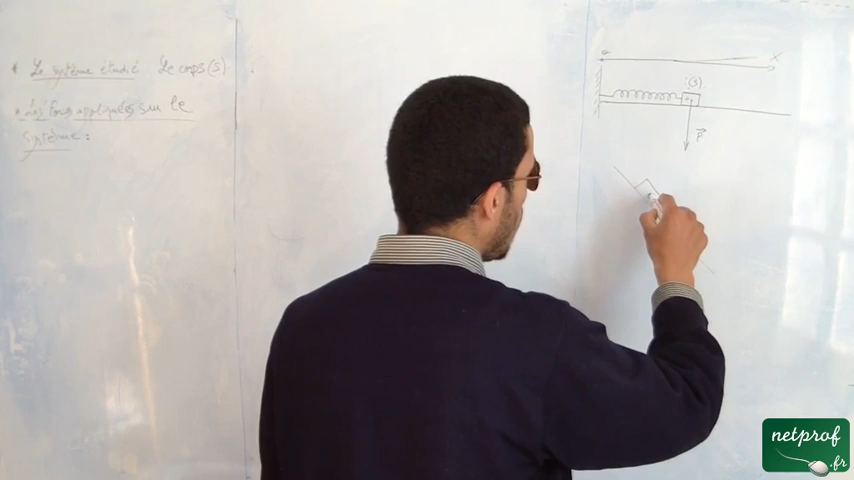 * Le système étudié Le corps (S)
* Les forces appliquées sur le
système :
x
(S)
P
netprof
.fr